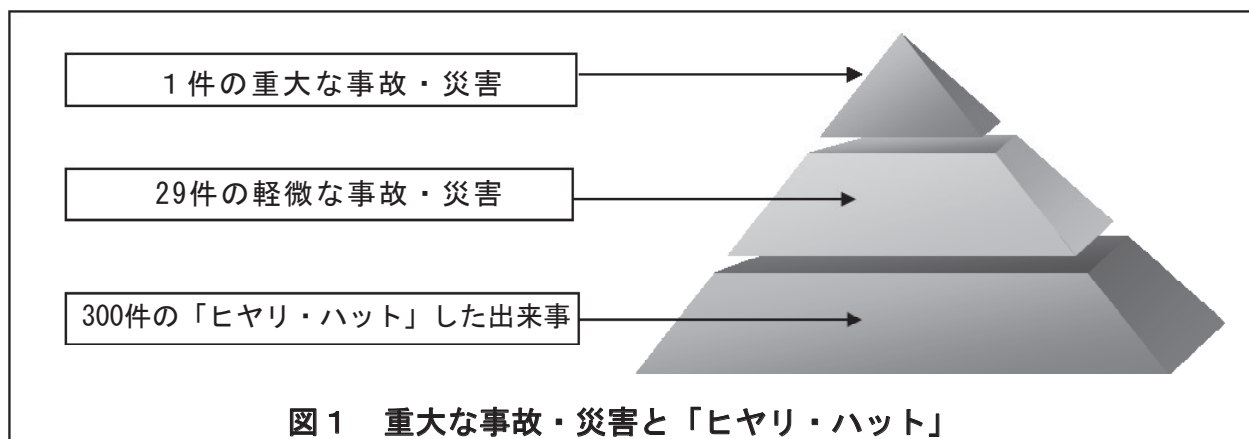 1件の重大な事故・災害
29件の軽微な事故・災害
300件の「ヒヤリ・ハット」した出来事
図1 重大な事故・災害と「ヒヤリ・ハット」